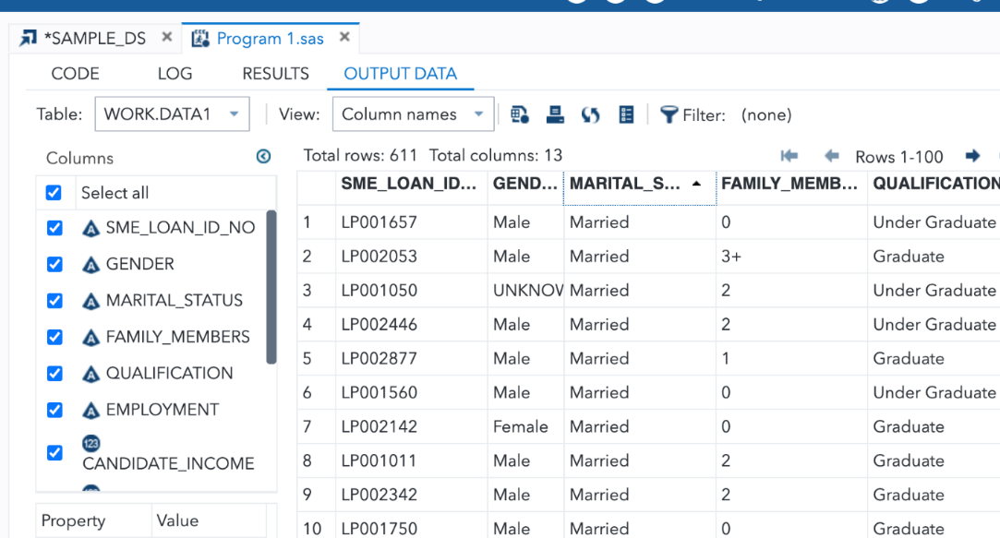 *SAMPLE_DS × Program 1.sas ×
CODE LOG RESULTS OUTPUT DATA
Table: WORK.DATA1 View: Column names Filter: (none)
Columns
Total rows: 611 Total columns: 13 Rows 1-100
Select all
SME_LOAN_ID_NO
GENDER
MARITAL_STATUS
FAMILY_MEMBERS
QUALIFICATION
EMPLOYMENT
123
CANDIDATE_INCOME
Property Value
SME_LOAN_ID... GEND... MARITAL_S... FAMILY_MEMB... QUALIFICATION
1 LP001657 Male Married 0 Under Graduate
2 LP002053 Male Married 3+ Graduate
3 LP001050 UNKNOW Married 2 Under Graduate
4 LP002446 Male Married 2 Under Graduate
5 LP002877 Male Married 1 Graduate
6 LP001560 Male Married 0 Under Graduate
7 LP002142 Female Married 0 Graduate
8 LP001011 Male Married 2 Graduate
9 LP002342 Male Married 2 Graduate
10 LP001750 Male Married 0 Graduate